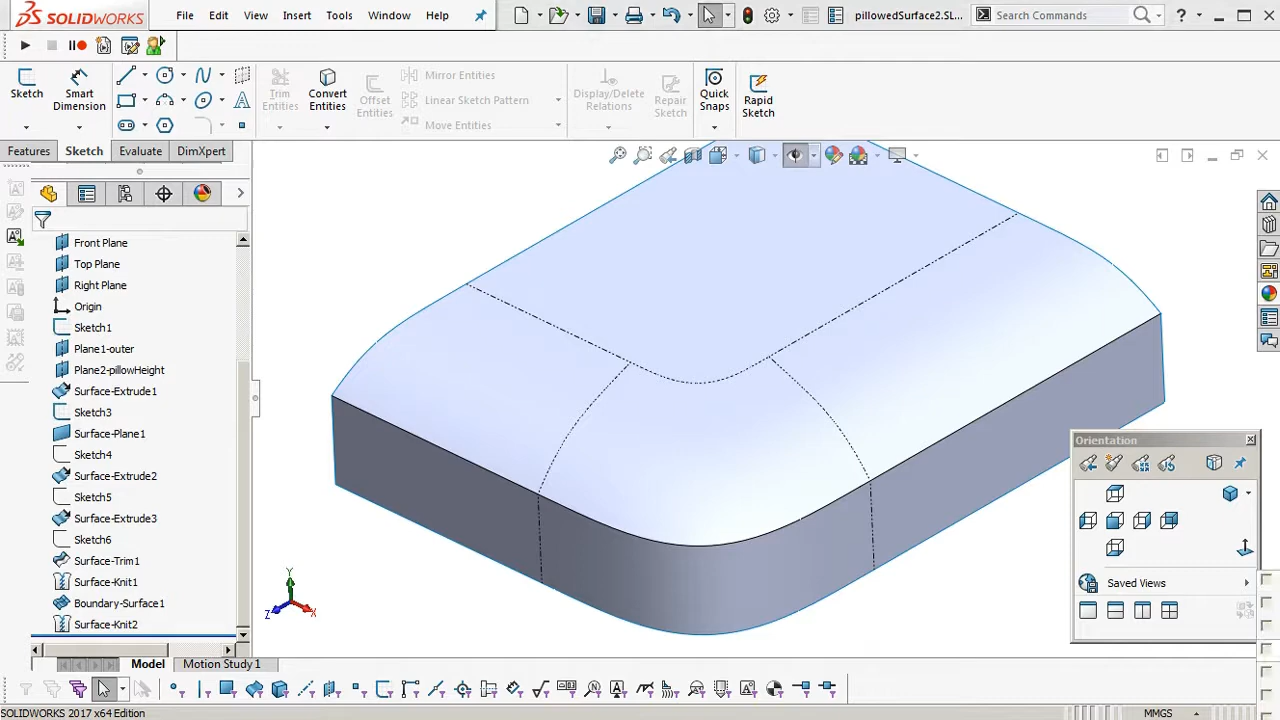 SOLIDWORKS File Edit View Insert Tools Window Help pillowedSurface2.SL... Search Commands ?
Sketch Smart Dimension Trim Entities Convert Entities Offset Entities Mirror Entities Linear Sketch Pattern Move Entities Display/Delete Relations Repair Sketch Quick Snaps Rapid Sketch
Features Sketch Evaluate DimXpert
Front Plane
Top Plane
Right Plane
Origin
Sketch1
Plane1-outer
Plane2-pillowHeight
Surface-Extrude1
Sketch3
Surface-Plane1
Sketch4
Surface-Extrude2
Sketch5
Surface-Extrude3
Sketch6
Surface-Trim1
Surface-Knit1
Boundary-Surface1
Surface-Knit2
Y
Z X
Orientation
Saved Views
Model Motion Study 1
SOLIDWORKS 2017 x64 Edition MMGS